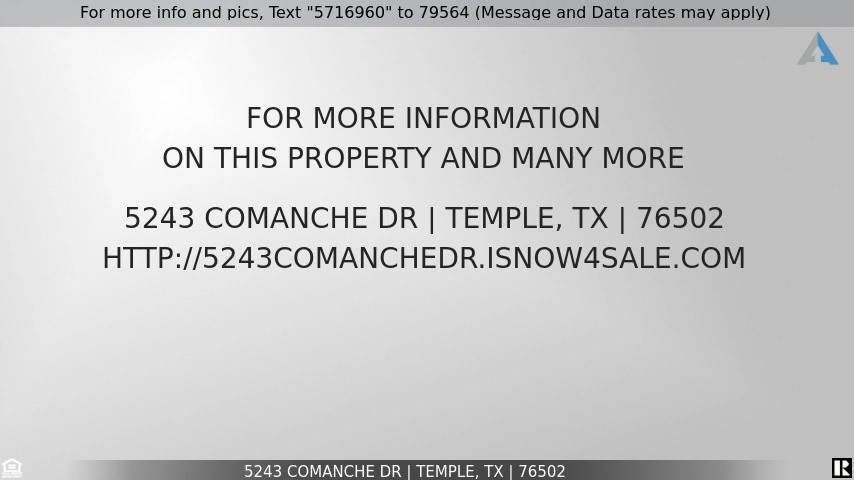 For more info and pics, Text "5716960" to 79564 (Message and Data rates may apply)
FOR MORE INFORMATION
ON THIS PROPERTY AND MANY MORE
5243 COMANCHE DR | TEMPLE, TX | 76502
HTTP://5243COMANCHEDR.ISNOW4SALE.COM
5243 COMANCHE DR | TEMPLE, TX | 76502